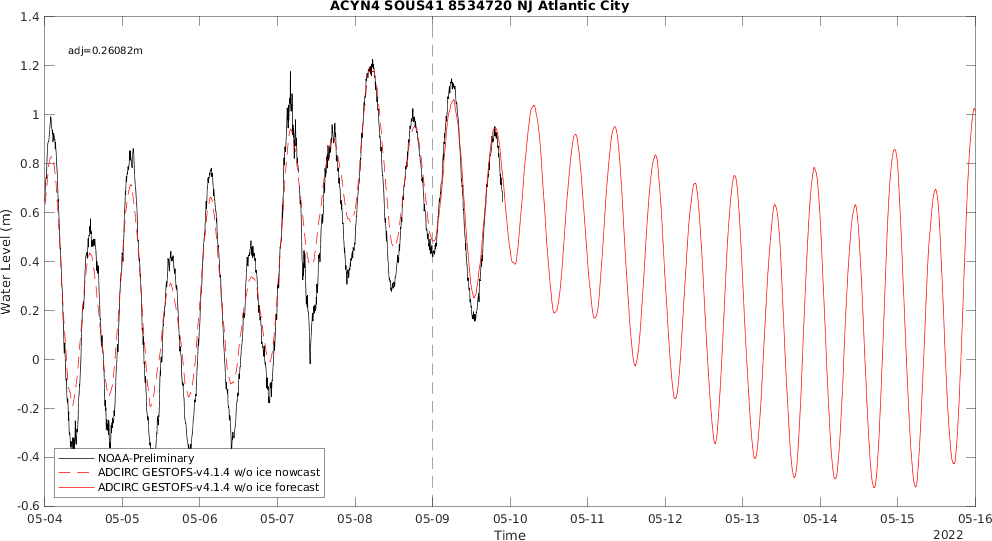 ACYN4 SOUS41 8534720 NJ Atlantic City
adj=0.26082m
1.4
1.2
1
0.8
0.6
0.4
0.2
0
-0.2
-0.4
-0.6
Water Level (m)
NOAA-Preliminary
ADCIRC GESTOFS-v4.1.4 w/o ice nowcast
ADCIRC GESTOFS-v4.1.4 w/o ice forecast
05-04 05-05 05-06 05-07 05-08 05-09 05-10 05-11 05-12 05-13 05-14 05-15 05-16
Time
2022